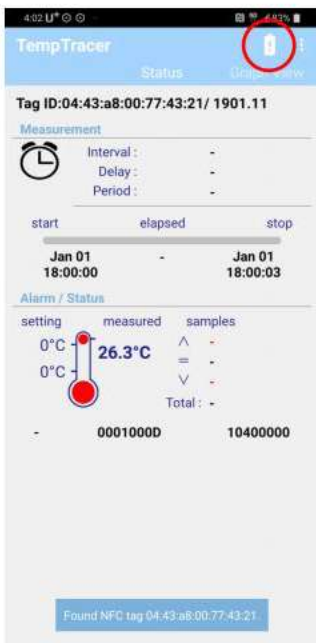 4:02 U+ 83%
TempTracer
Status Graph View
Tag ID:04:43:a8:00:77:43:21/ 1901.11
Measurement
Interval : -
Delay : -
Period : -
start elapsed stop
Jan 01 - Jan 01
18:00:00 18:00:03
Alarm / Status
setting measured samples
0°C 26.3°C ∧ -
0°C = -
∨ -
Total : -
- 0001000D 10400000
Found NFC tag 04:43:a8:00:77:43:21.